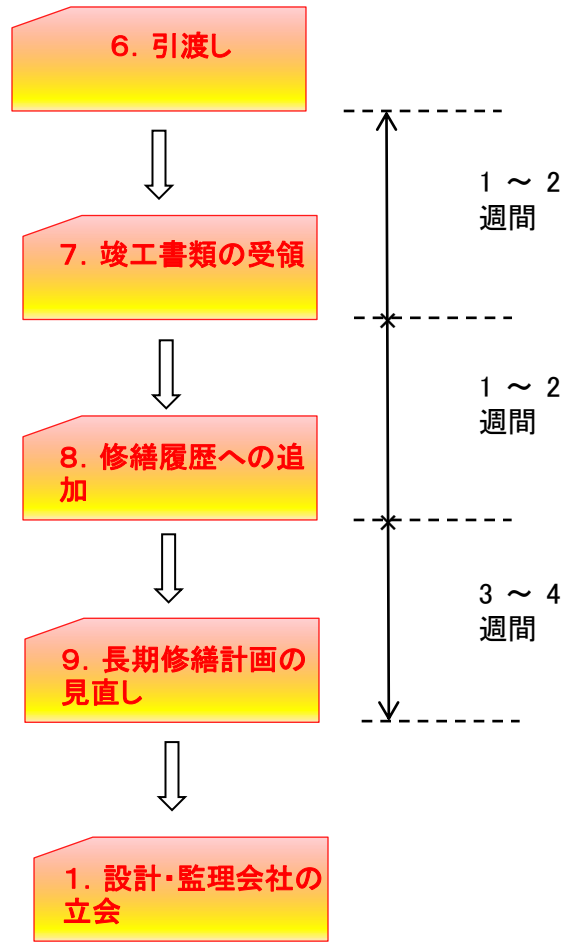 6. 引渡し
1 ～ 2
週間
7. 竣工書類の受領
1 ～ 2
週間
8. 修繕履歴への追
加
3 ～ 4
週間
9. 長期修繕計画の
見直し
1. 設計・監理会社の
立会